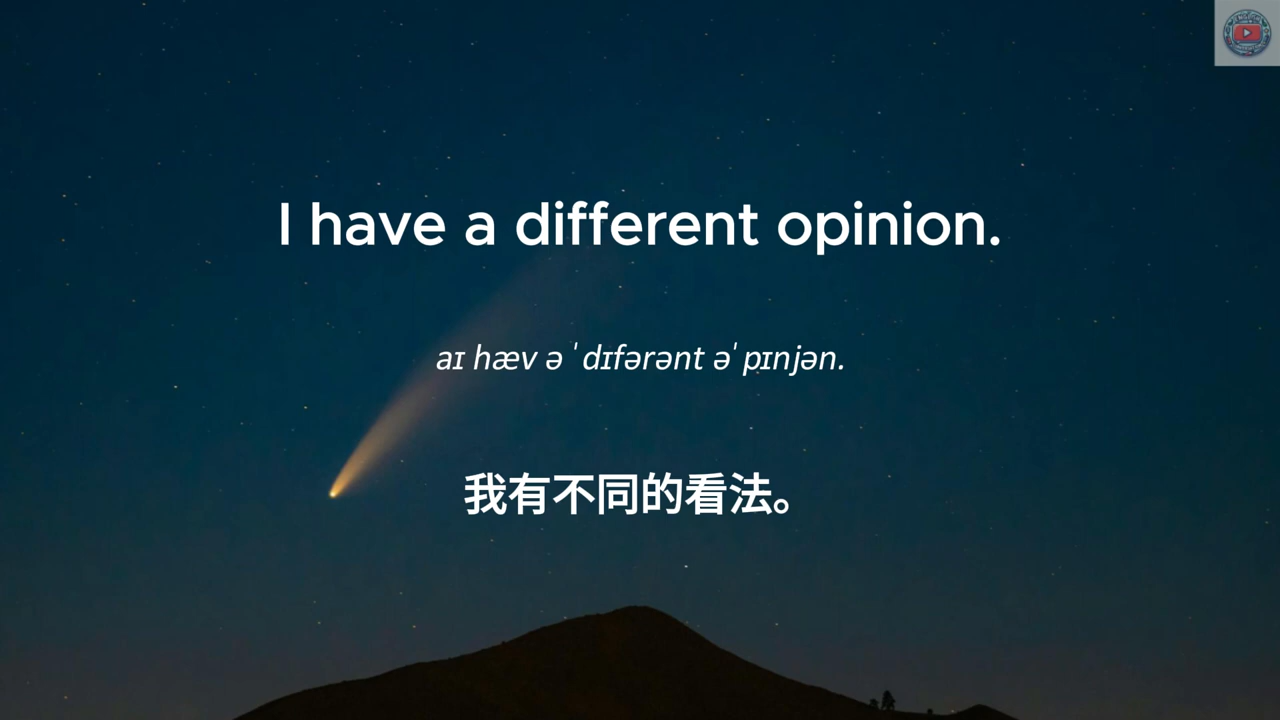 I have a different opinion.
aɪ hæv ə ˈdɪfərənt əˈpɪnjən.
我有不同的看法。